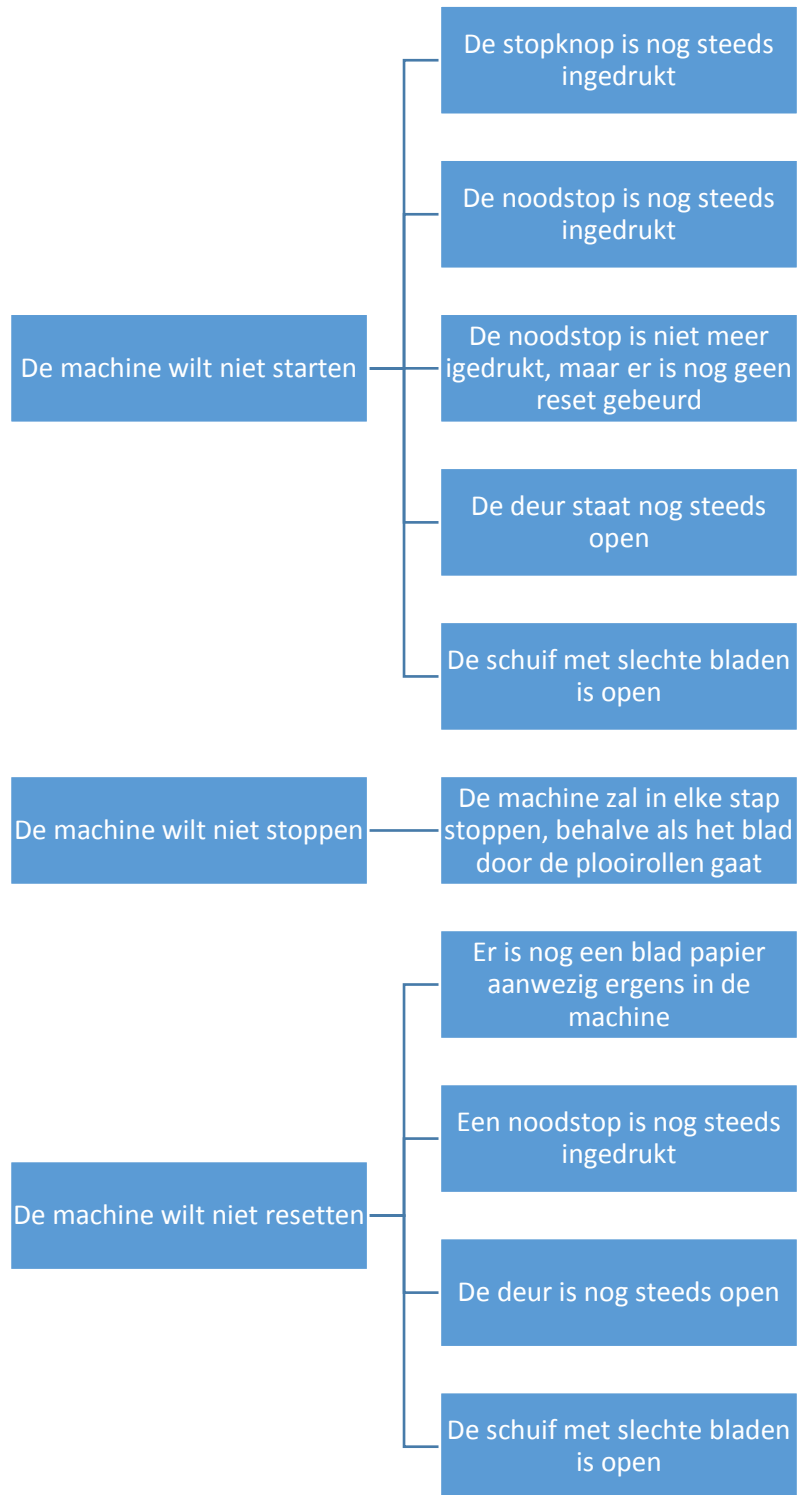 De machine wilt niet starten
De stopknop is nog steeds
ingedrukt
De noodstop is nog steeds
ingedrukt
De noodstop is niet meer
igedrukt, maar er is nog geen
reset gebeurd
De deur staat nog steeds
open
De schuif met slechte bladen
is open
De machine wilt niet stoppen
De machine zal in elke stap
stoppen, behalve als het blad
door de plooirollen gaat
De machine wilt niet resetten
Er is nog een blad papier
aanwezig ergens in de
machine
Een noodstop is nog steeds
ingedrukt
De deur is nog steeds open
De schuif met slechte bladen
is open